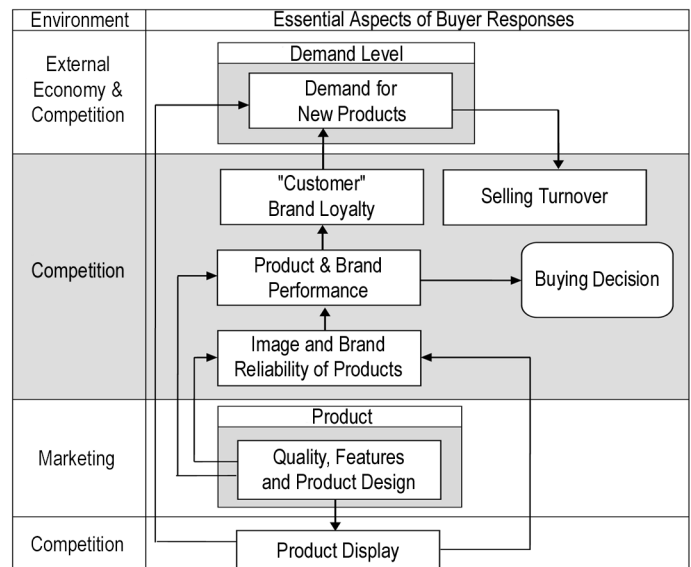 Environment
Essential Aspects of Buyer Responses
External
Economy &
Competition
Demand Level
Demand for
New Products
"Customer"
Brand Loyalty
Selling Turnover
Competition
Product & Brand
Performance
Buying Decision
Image and Brand
Reliability of Products
Marketing
Product
Quality, Features
and Product Design
Competition
Product Display